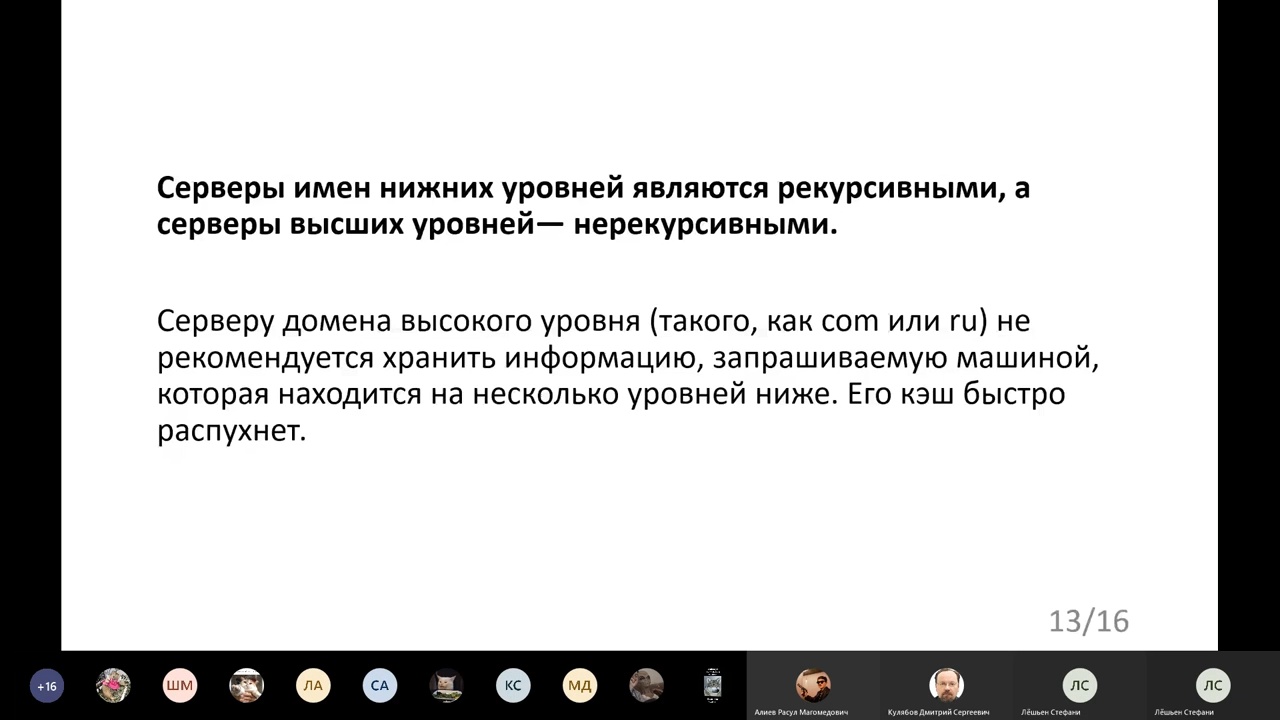 Серверы имен нижних уровней являются рекурсивными, а
серверы высших уровней— нерекурсивными.
Серверу домена высокого уровня (такого, как com или ru) не
рекомендуется хранить информацию, запрашиваемую машиной,
которая находится на несколько уровней ниже. Его кэш быстро
распухнет.
13/16
+16
ШМ
ЛА
СА
КС
МД
ЛС
ЛС
Алиев Расул Магомедович
Кулябов Дмитрий Сергеевич
Лёшьен Стефани
Лёшьен Стефани